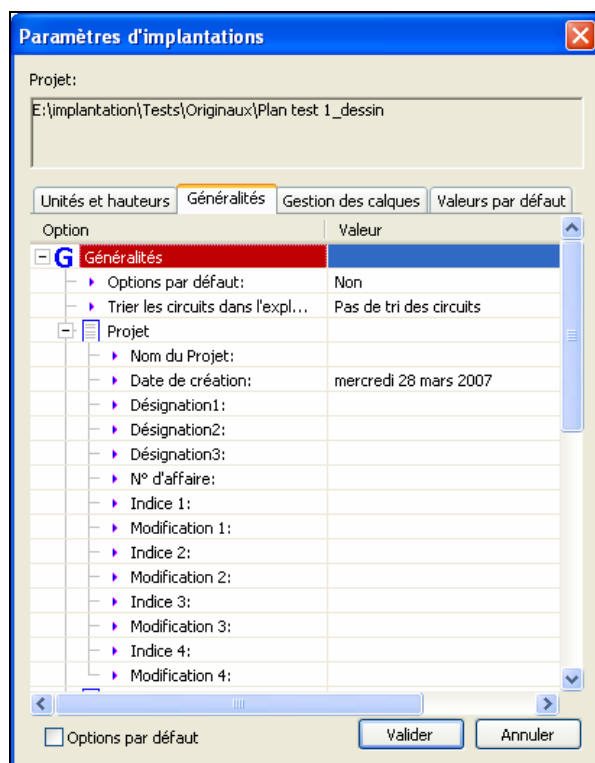 Paramètres d'implantations
Projet:
E:\implantation\Tests\Originaux\Plan test 1_dessin
Unités et hauteurs Généralités Gestion des calques Valeurs par défaut
Option Valeur
G Généralités
Options par défaut: Non
Trier les circuits dans l'expl... Pas de tri des circuits
Projet
Nom du Projet:
Date de création: mercredi 28 mars 2007
Désignation1:
Désignation2:
Désignation3:
N° d'affaire:
Indice 1:
Modification 1:
Indice 2:
Modification 2:
Indice 3:
Modification 3:
Indice 4:
Modification 4:
Options par défaut Valider Annuler